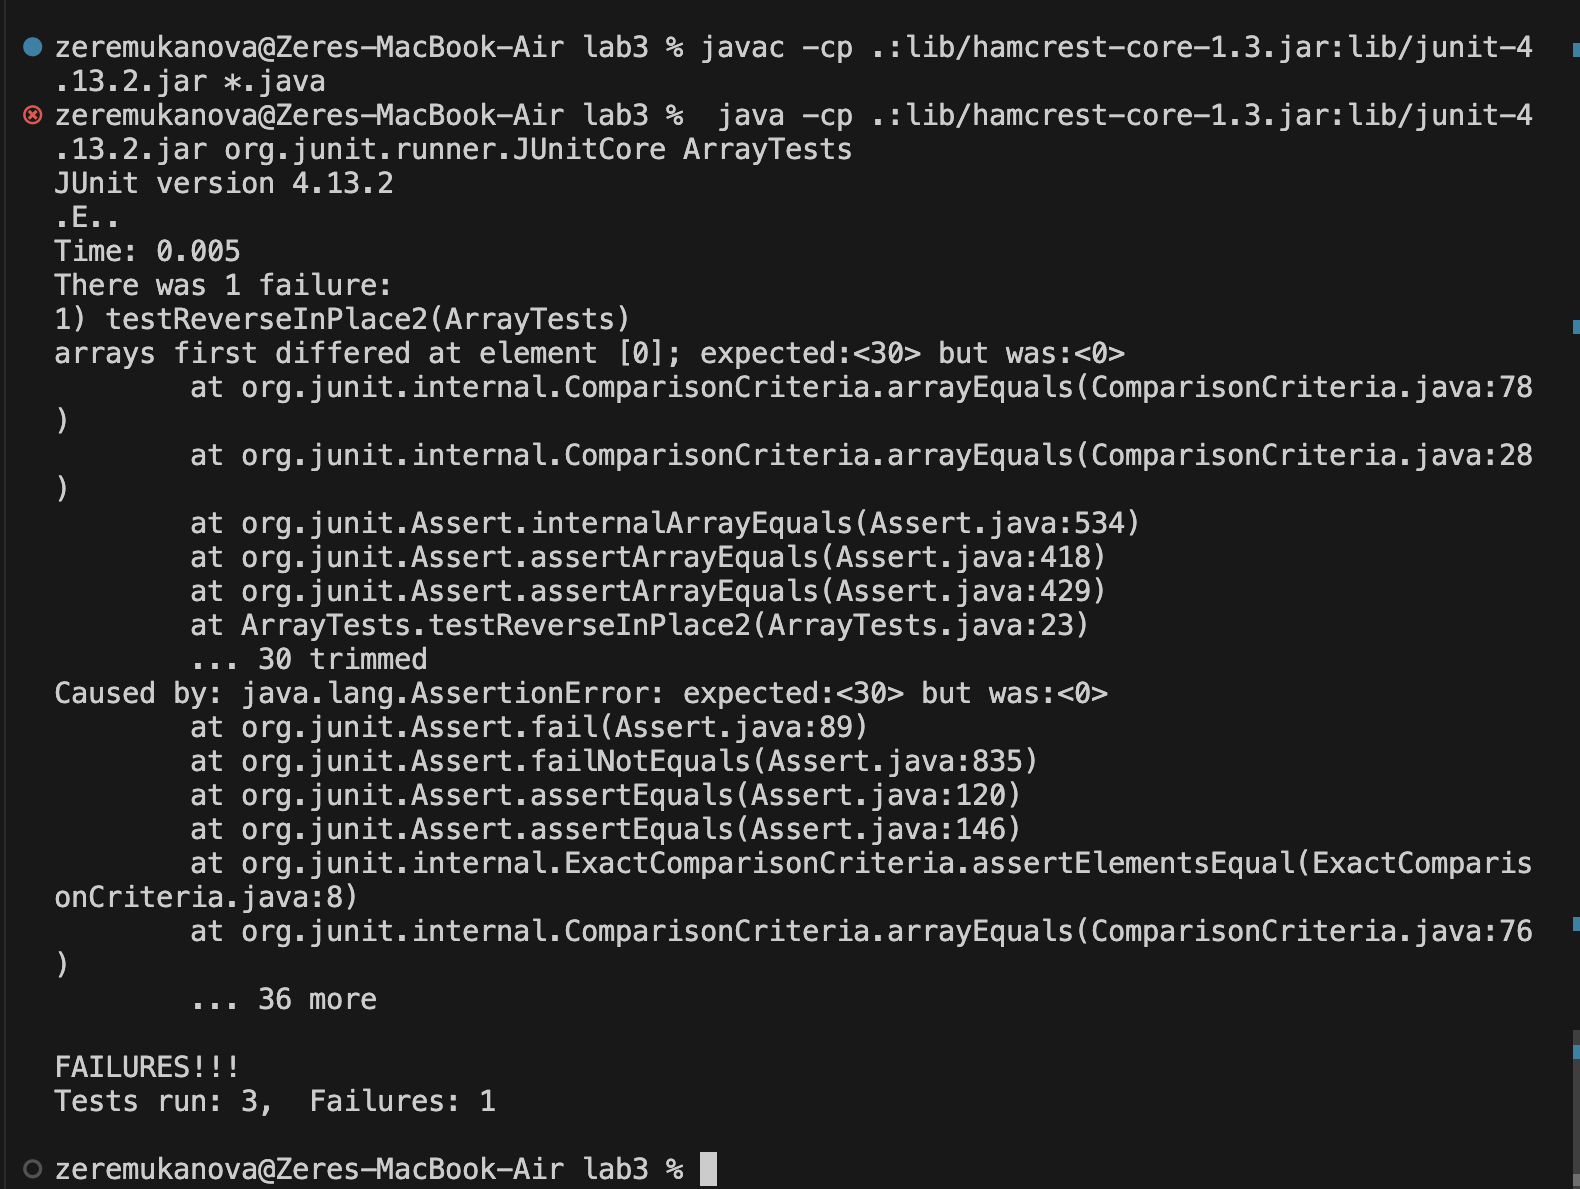 zeremukanova@Zeres-MacBook-Air lab3 % javac -cp .:lib/hamcrest-core-1.3.jar:lib/junit-4
.13.2.jar *.java
zeremukanova@Zeres-MacBook-Air lab3 %  java -cp .:lib/hamcrest-core-1.3.jar:lib/junit-4
.13.2.jar org.junit.runner.JUnitCore ArrayTests
JUnit version 4.13.2
.E..
Time: 0.005
There was 1 failure:
1) testReverseInPlace2(ArrayTests)
arrays first differed at element [0]; expected:<30> but was:<0>
        at org.junit.internal.ComparisonCriteria.arrayEquals(ComparisonCriteria.java:78
)
        at org.junit.internal.ComparisonCriteria.arrayEquals(ComparisonCriteria.java:28
)
        at org.junit.Assert.internalArrayEquals(Assert.java:534)
        at org.junit.Assert.assertArrayEquals(Assert.java:418)
        at org.junit.Assert.assertArrayEquals(Assert.java:429)
        at ArrayTests.testReverseInPlace2(ArrayTests.java:23)
        ... 30 trimmed
Caused by: java.lang.AssertionError: expected:<30> but was:<0>
        at org.junit.Assert.fail(Assert.java:89)
        at org.junit.Assert.failNotEquals(Assert.java:835)
        at org.junit.Assert.assertEquals(Assert.java:120)
        at org.junit.Assert.assertEquals(Assert.java:146)
        at org.junit.internal.ExactComparisonCriteria.assertElementsEqual(ExactComparis
onCriteria.java:8)
        at org.junit.internal.ComparisonCriteria.arrayEquals(ComparisonCriteria.java:76
)
        ... 36 more

FAILURES!!!
Tests run: 3,  Failures: 1

zeremukanova@Zeres-MacBook-Air lab3 %